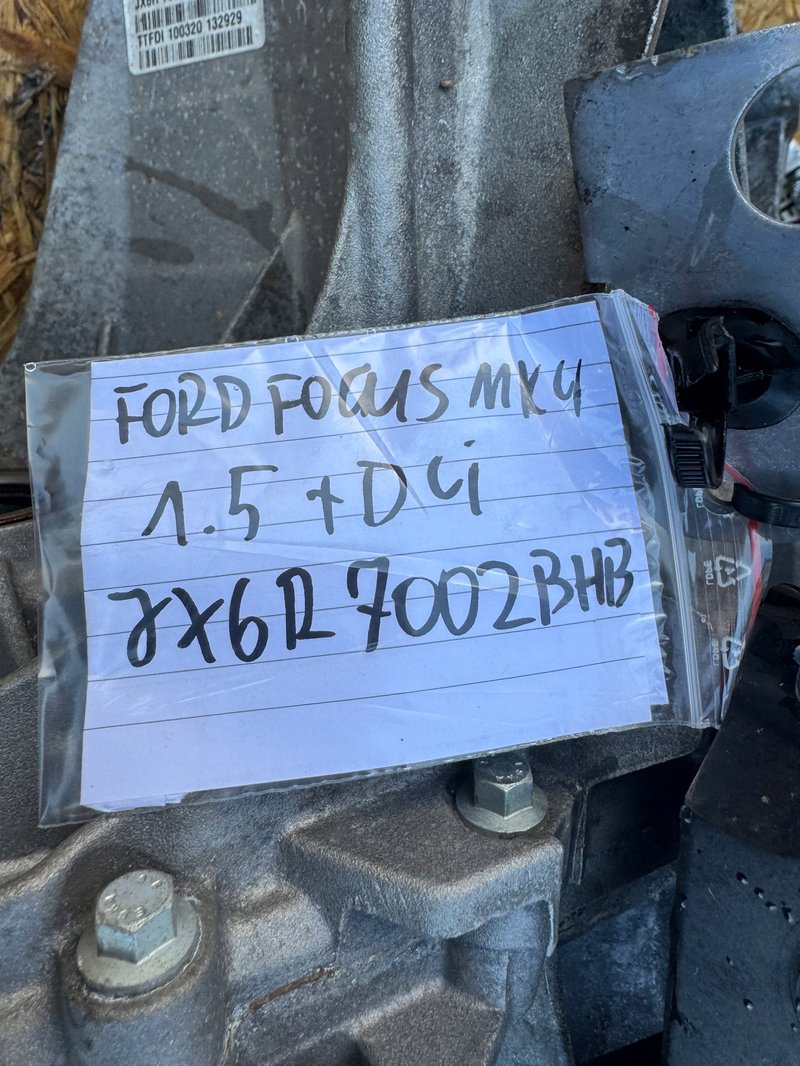 TTFDI 100320 132929
FORD FOCUS MK4
1.5 TDCi
JX6R 7002BHB